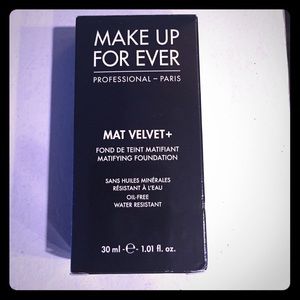 MAKE UP
FOR EVER
PROFESSIONAL – PARIS
MAT VELVET+
FOND DE TEINT MATIFIANT
MATIFYING FOUNDATION
SANS HUILES MINÉRALES
RÉSISTANT À L'EAU
OIL-FREE
WATER RESISTANT
30 ml -℮- 1.01 fl. oz.